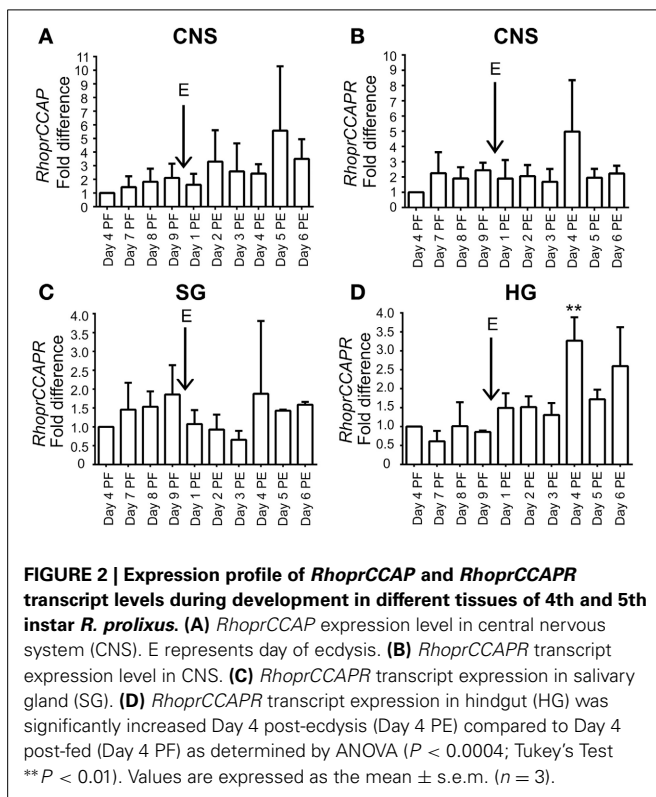 A
CNS
RhoprCCAP
Fold difference
11
10
9
8
7
6
5
4
3
2
1
0
E
Day 4 PF
Day 7 PF
Day 8 PF
Day 9 PF
Day 1 PE
Day 2 PE
Day 3 PE
Day 4 PE
Day 5 PE
Day 6 PE
B
CNS
RhoprCCAPR
Fold difference
10
9
8
7
6
5
4
3
2
1
0
E
Day 4 PF
Day 7 PF
Day 8 PF
Day 9 PF
Day 1 PE
Day 2 PE
Day 3 PE
Day 4 PE
Day 5 PE
Day 6 PE
C
SG
RhoprCCAPR
Fold difference
4.0
3.5
3.0
2.5
2.0
1.5
1.0
0.5
0
E
Day 4 PF
Day 7 PF
Day 8 PF
Day 9 PF
Day 1 PE
Day 2 PE
Day 3 PE
Day 4 PE
Day 5 PE
Day 6 PE
D
HG
RhoprCCAPR
Fold difference
4.0
3.5
3.0
2.5
2.0
1.5
1.0
0.5
0
E
**
Day 4 PF
Day 7 PF
Day 8 PF
Day 9 PF
Day 1 PE
Day 2 PE
Day 3 PE
Day 4 PE
Day 5 PE
Day 6 PE
FIGURE 2 | Expression profile of RhoprCCAP and RhoprCCAPR
transcript levels during development in different tissues of 4th and 5th
instar R. prolixus. (A) RhoprCCAP expression level in central nervous
system (CNS). E represents day of ecdysis. (B) RhoprCCAPR transcript
expression level in CNS. (C) RhoprCCAPR transcript expression in salivary
gland (SG). (D) RhoprCCAPR transcript expression in hindgut (HG) was
significantly increased Day 4 post-ecdysis (Day 4 PE) compared to Day 4
post-fed (Day 4 PF) as determined by ANOVA (P < 0.0004; Tukey's Test
**P < 0.01). Values are expressed as the mean ± s.e.m. (n = 3).